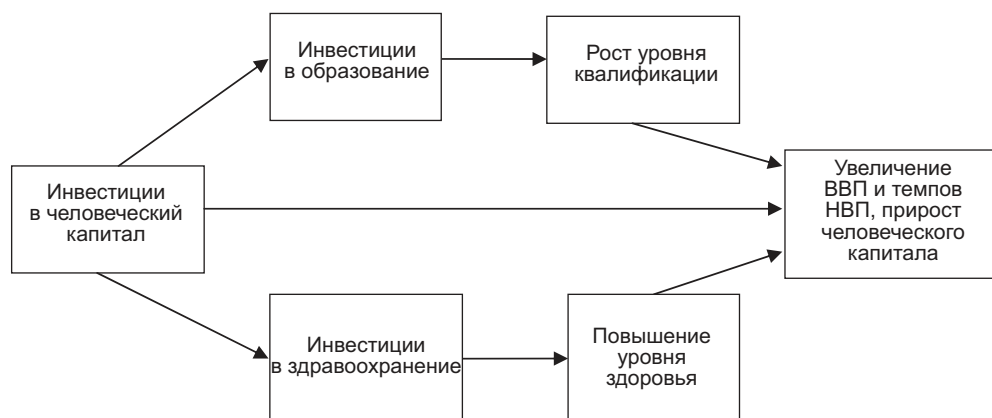 Инвестиции
в образование
Рост уровня
квалификации
Инвестиции
в человеческий
капитал
Увеличение
ВВП и темпов
НВП, прирост
человеческого
капитала
Инвестиции
в здравоохранение
Повышение
уровня
здоровья